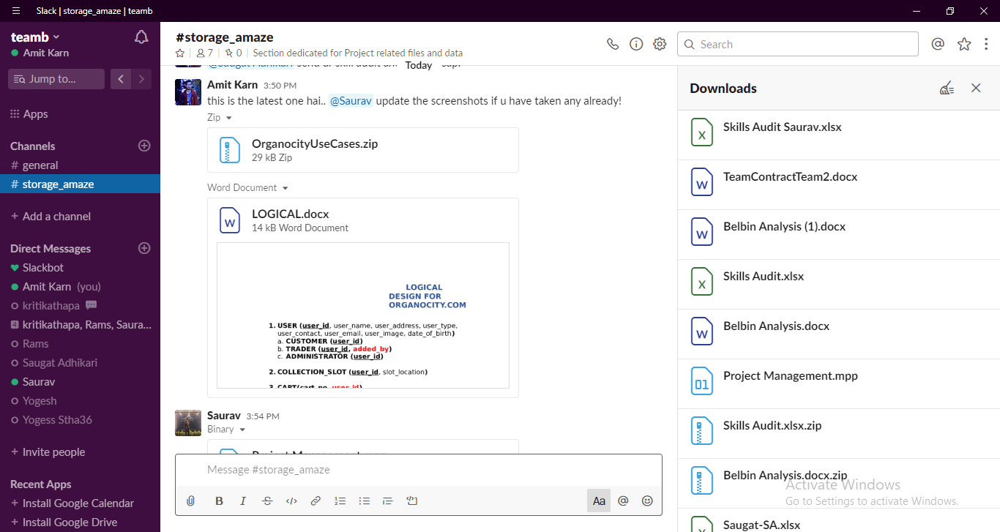 Slack | storage_amaze | teamb
teamb
Amit Karn
Jump to...
Apps
Channels
# general
# storage_amaze
+ Add a channel
Direct Messages
Slackbot
Amit Karn (you)
kritikathapa
4 kritikathapa, Rams, Saura...
Rams
Saugat Adhikari
Saurav
Yogesh
Yogess Stha36
+ Invite people
Recent Apps
+ Install Google Calendar
+ Install Google Drive
#storage_amaze
7 | 0 | Section dedicated for Project related files and data
Search
Today
Amit Karn 3:50 PM
this is the latest one hai.. @Saurav update the screenshots if u have taken any already!
Zip
OrganocityUseCases.zip
29 kB Zip
Word Document
W
LOGICAL.docx
14 kB Word Document
LOGICAL
DESIGN FOR
ORGANOCITY.COM
1. USER (user_id, user_name, user_address, user_type,
user_contact, user_email, user_image, date_of_birth)
a. CUSTOMER (user_id)
b. TRADER (user_id, added_by)
c. ADMINISTRATOR (user_id)
2. COLLECTION_SLOT (user_id, slot_location)
3. CART(cart_no, user_id)
Saurav 3:54 PM
Binary
Project Management.mpp
Message #storage_amaze
B I S </> Aa @
Downloads
X
Skills Audit Saurav.xlsx
W
TeamContractTeam2.docx
W
Belbin Analysis (1).docx
X
Skills Audit.xlsx
W
Belbin Analysis.docx
01
Project Management.mpp
Skills Audit.xlsx.zip
Belbin Analysis.docx.zip
Saugat-SA.xlsx
Activate Windows
Go to Settings to activate Windows.